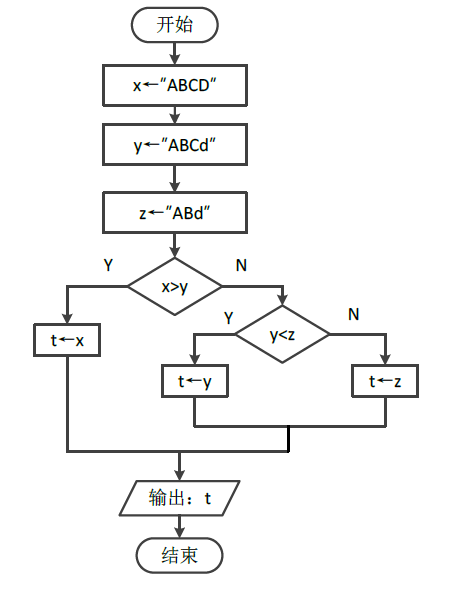 开始
x←"ABCD"
y←"ABCd"
z←"ABd"
Y
N
x>y
Y
N
t←x
y<z
t←y
t←z
输出：t
结束